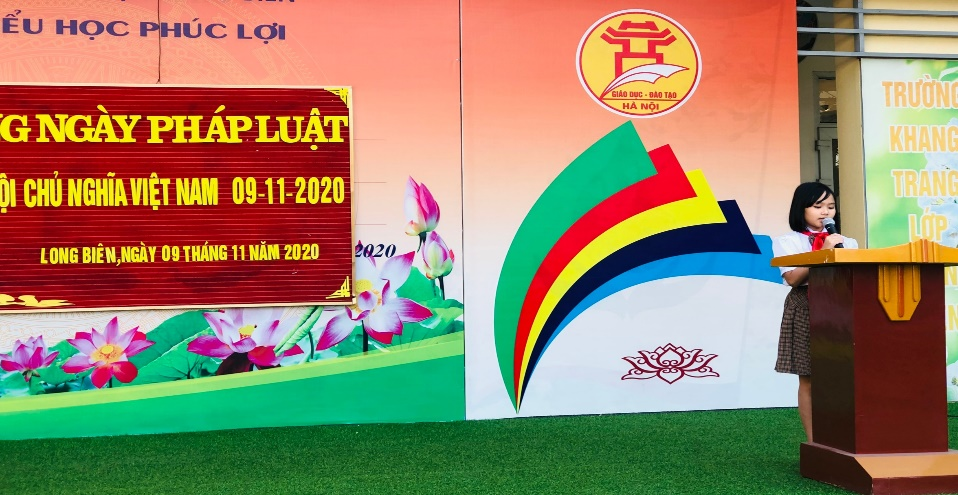 ỂU HỌC PHÚC LỢI
NG NGÀY PHÁP LUẬT
ỘI CHỦ NGHĨA VIỆT NAM 09-11-2020
LONG BIÊN, NGÀY 09 THÁNG 11 NĂM 2020
2020
GIÁO DỤC - ĐÀO TẠO
HÀ NỘI
TRƯỜNG
KHANG
TRANG
LỚP